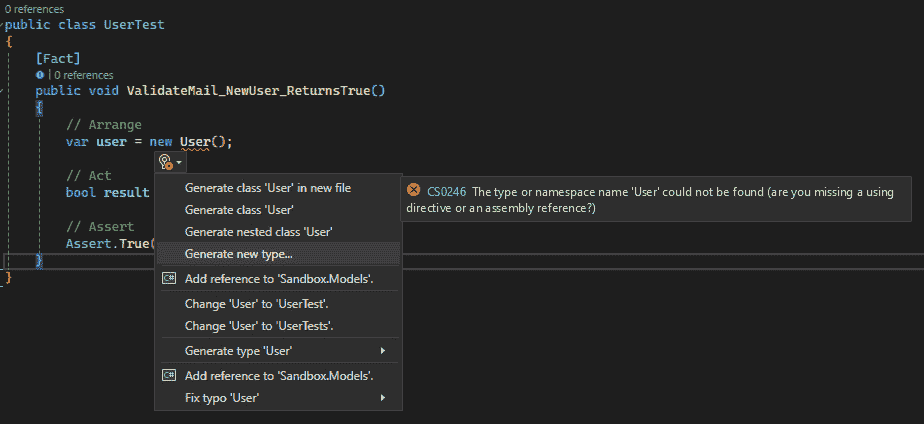 0 references
public class UserTest
{
[Fact]
| 0 references
public void ValidateMail_NewUser_ReturnsTrue()
{
// Arrange
var user = new User();
// Act
bool result
// Assert
Assert.True(
}
}
Generate class 'User' in new file
Generate class 'User'
Generate nested class 'User'
Generate new type...
C# Add reference to 'Sandbox.Models'.
Change 'User' to 'UserTest'.
Change 'User' to 'UserTests'.
Generate type 'User'
C# Add reference to 'Sandbox.Models'.
Fix typo 'User'
CS0246 The type or namespace name 'User' could not be found (are you missing a using
directive or an assembly reference?)